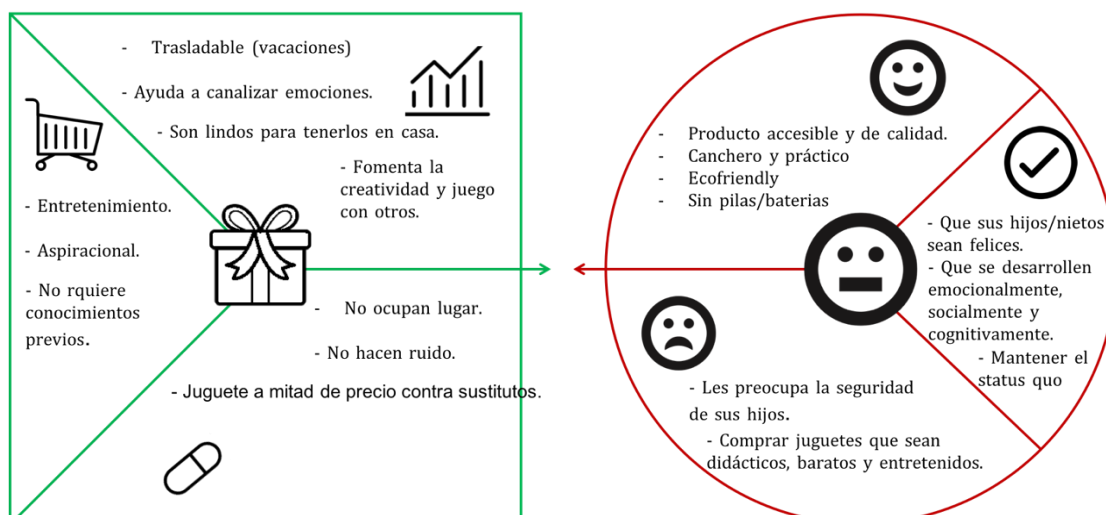 - Trasladable (vacaciones)
- Ayuda a canalizar emociones.
- Son lindos para tenerlos en casa.
- Fomenta la
creatividad y juego
con otros.
- Entretenimiento.
- Aspiracional.
- No rquiere
conocimientos
previos.
- No ocupan lugar.
- No hacen ruido.
- Juguete a mitad de precio contra sustitutos.
- Producto accesible y de calidad.
- Canchero y práctico
- Ecofriendly
- Sin pilas/baterias
- Que sus hijos/nietos
sean felices.
- Que se desarrollen
emocionalmente,
socialmente y
cognitivamente.
- Mantener el
status quo
- Les preocupa la seguridad
de sus hijos.
- Comprar juguetes que sean
didácticos, baratos y entretenidos.